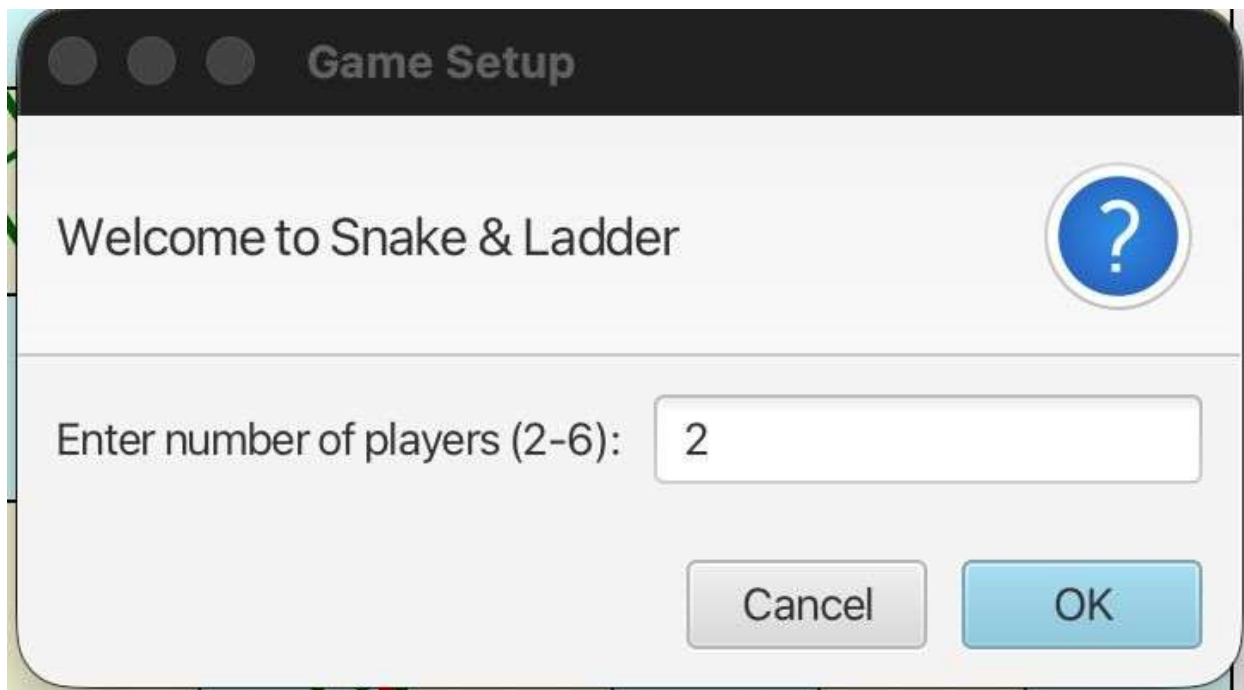 Game Setup
Welcome to Snake & Ladder
?
Enter number of players (2-6): 2
Cancel OK